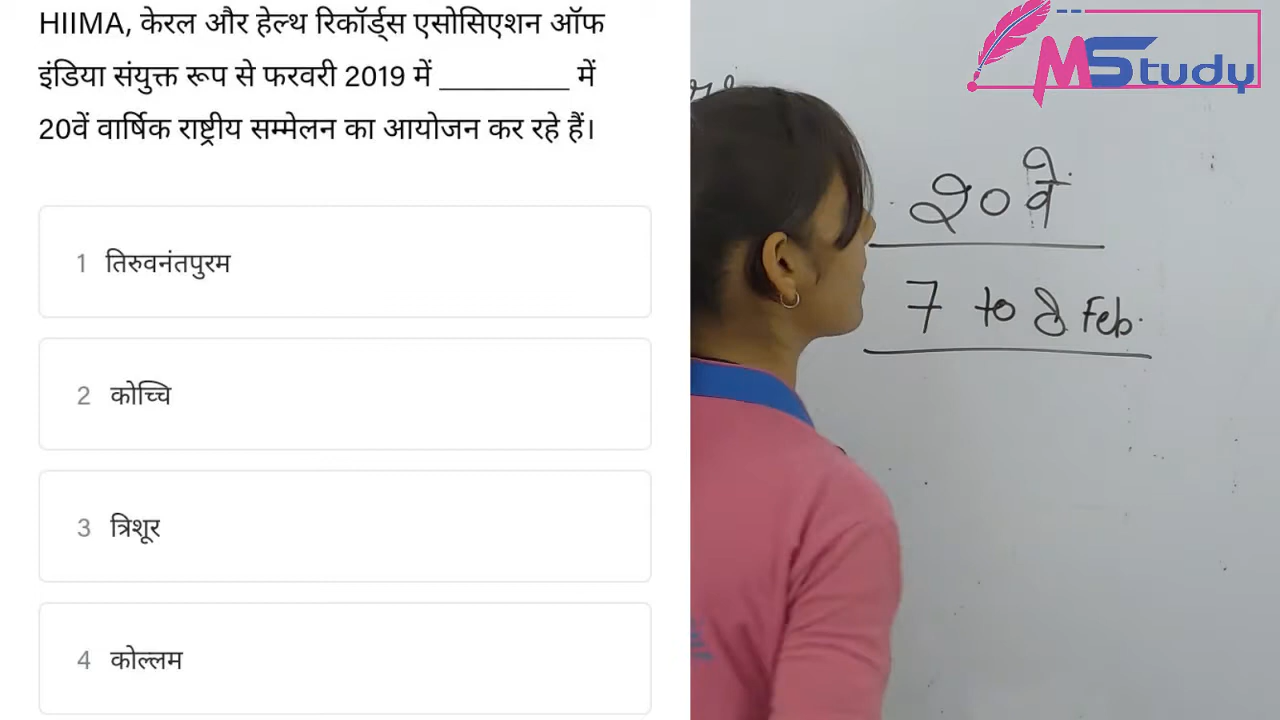 HIIMA, केरल और हेल्थ रिकॉर्ड्स एसोसिएशन ऑफ
इंडिया संयुक्त रूप से फरवरी 2019 में _________ में
20वें वार्षिक राष्ट्रीय सम्मेलन का आयोजन कर रहे हैं।
1 तिरुवनंतपुरम
2 कोच्चि
3 त्रिशूर
4 कोल्लम
MStudy
20वें
7 to 8 Feb.